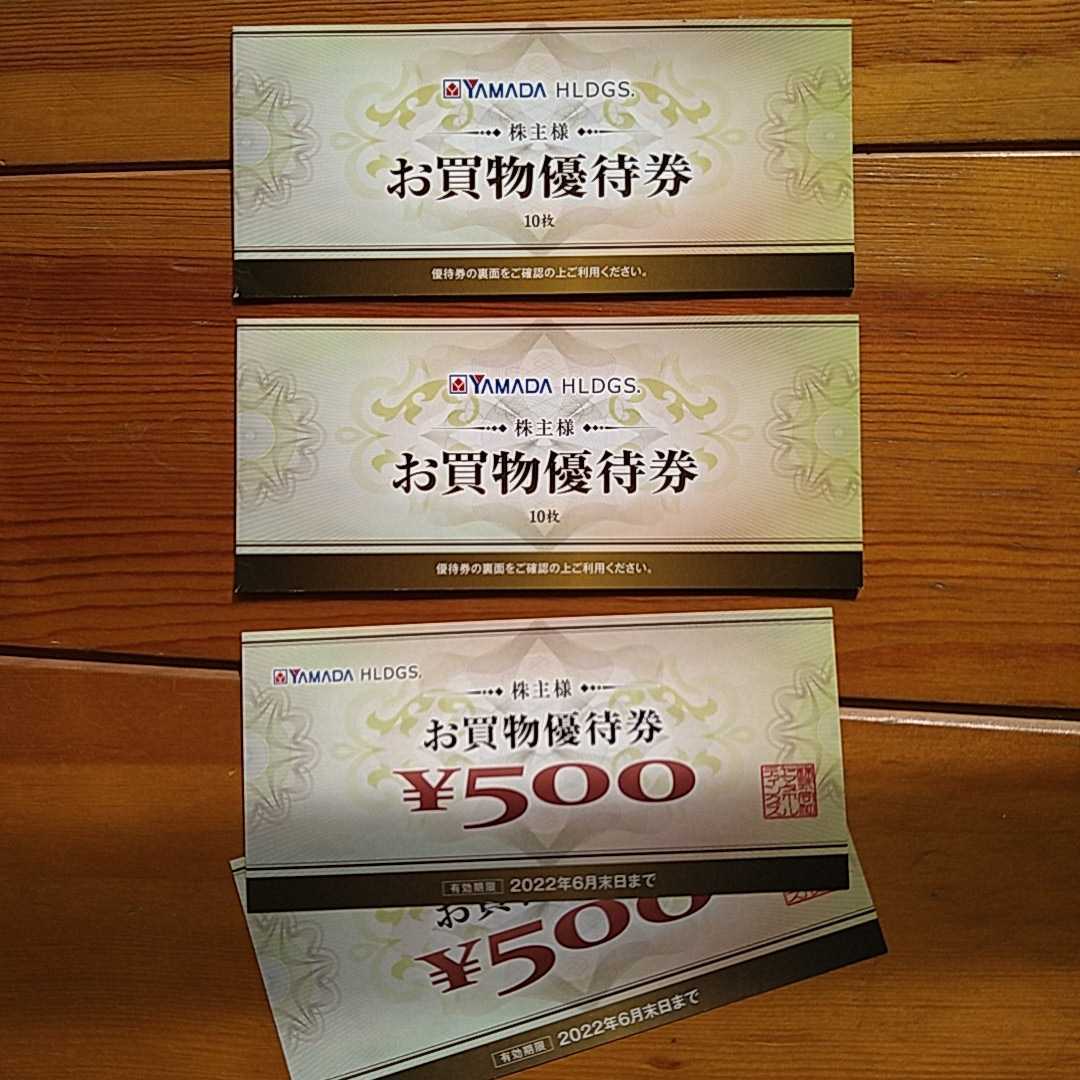 YAMADA HLDGS.
株主様
お買物優待券
10枚
優待券の裏面をご確認の上ご利用ください。
YAMADA HLDGS.
株主様
お買物優待券
10枚
優待券の裏面をご確認の上ご利用ください。
YAMADA HLDGS.
株主様
お買物優待券
¥500
有効期限 2022年6月末日まで
¥500
有効期限 2022年6月末日まで